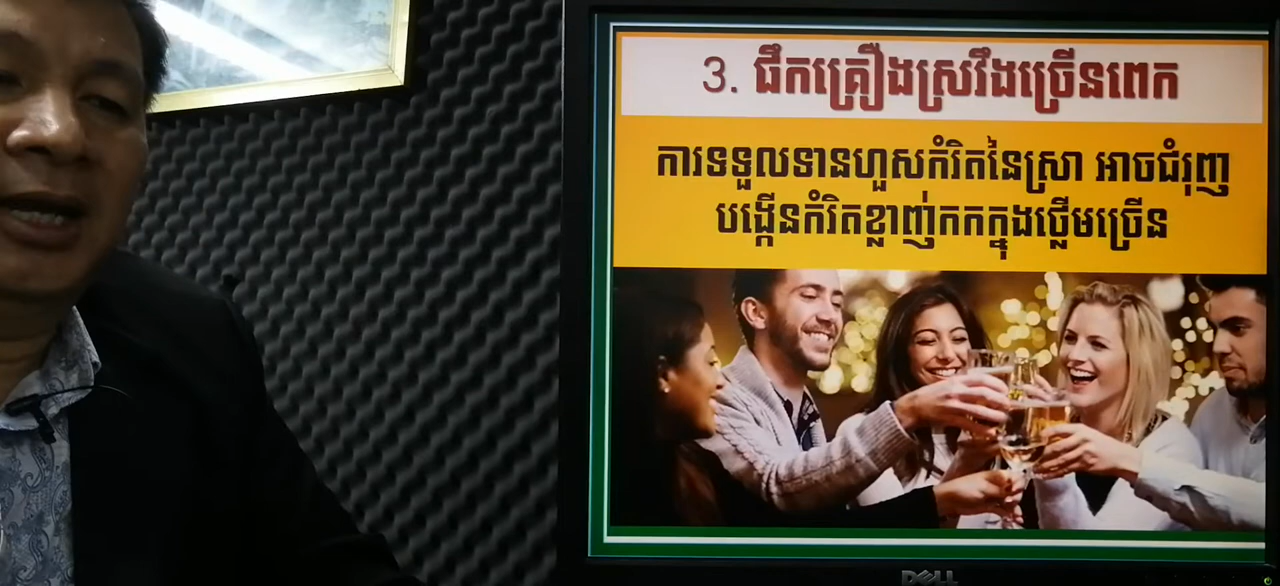 3. ផឹកគ្រឿងស្រវឹងច្រើនពេក
ការទទួលទានហួសកំរិតនៃស្រា អាចជំរុញ
បង្កើនកំរិតខ្លាញ់កកក្នុងថ្លើមច្រើន
DELL